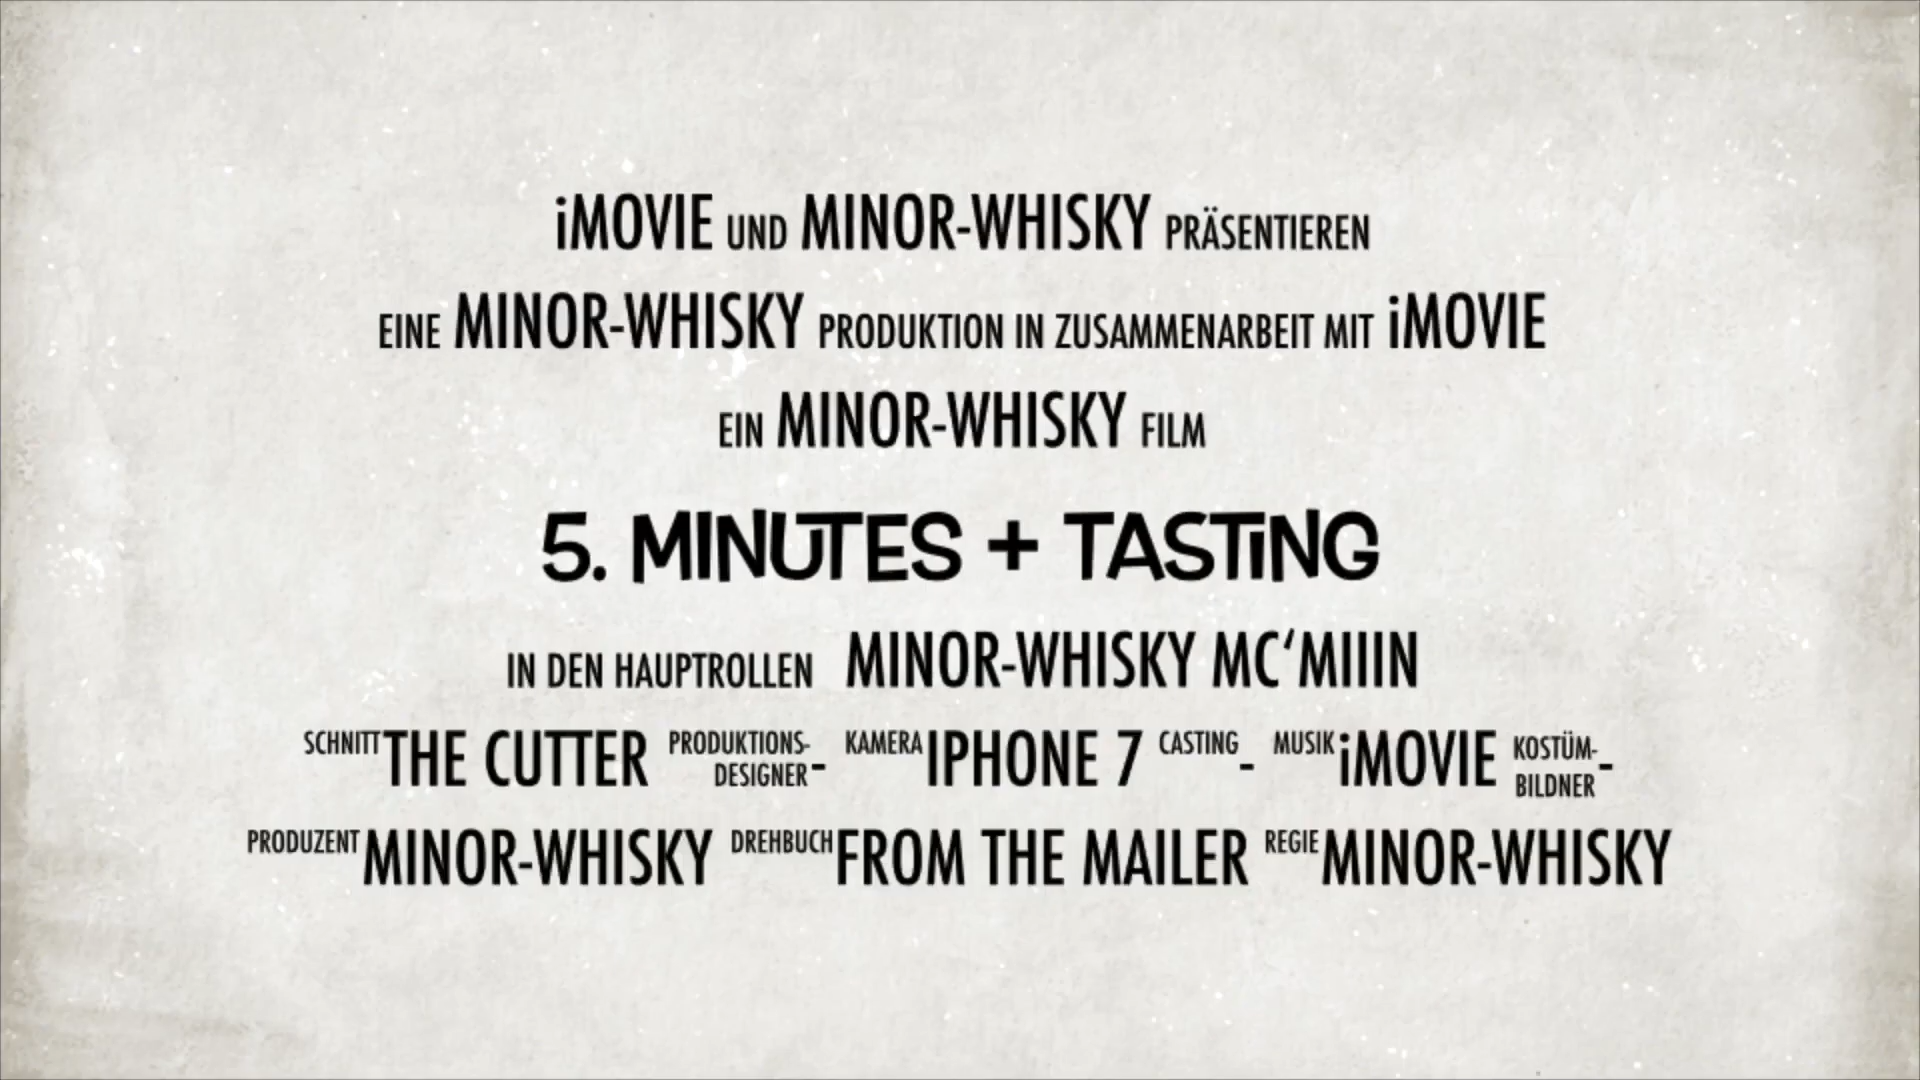 iMOVIE UND MINOR-WHISKY PRÄSENTIEREN
EINE MINOR-WHISKY PRODUKTION IN ZUSAMMENARBEIT MIT iMOVIE
EIN MINOR-WHISKY FILM
5. MINUTES + TASTING
IN DEN HAUPTROLLEN MINOR-WHISKY MC‘MIIIN
SCHNITT THE CUTTER PRODUKTIONS-DESIGNER - KAMERA IPHONE 7 CASTING - MUSIK iMOVIE KOSTÜM-BILDNER -
PRODUZENT MINOR-WHISKY DREHBUCH FROM THE MAILER REGIE MINOR-WHISKY